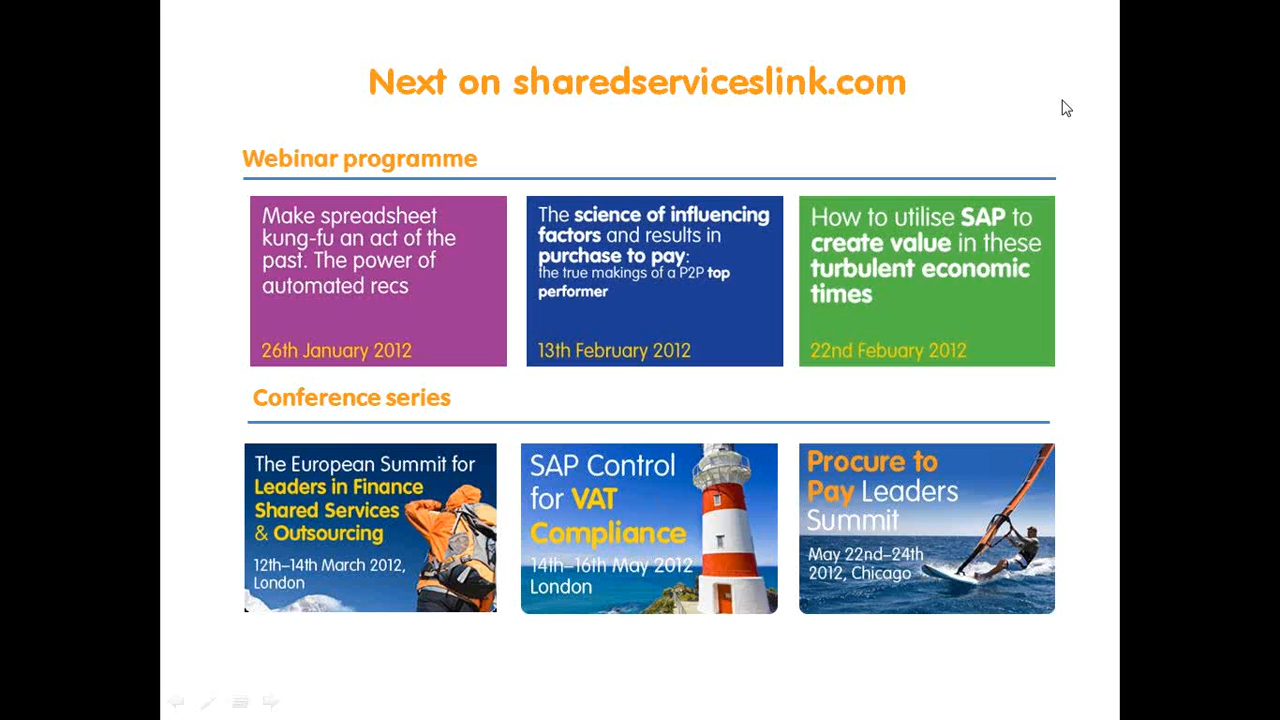 Next on sharedserviceslink.com
Webinar programme
Make spreadsheet
kung-fu an act of the
past. The power of
automated recs
26th January 2012
The science of influencing
factors and results in
purchase to pay:
the true makings of a P2P top
performer
13th February 2012
How to utilise SAP to
create value in these
turbulent economic
times
22nd Febuary 2012
Conference series
The European Summit for
Leaders in Finance
Shared Services
& Outsourcing
12th–14th March 2012,
London
SAP Control
for VAT
Compliance
14th–16th May 2012
London
Procure to
Pay Leaders
Summit
May 22nd–24th
2012, Chicago